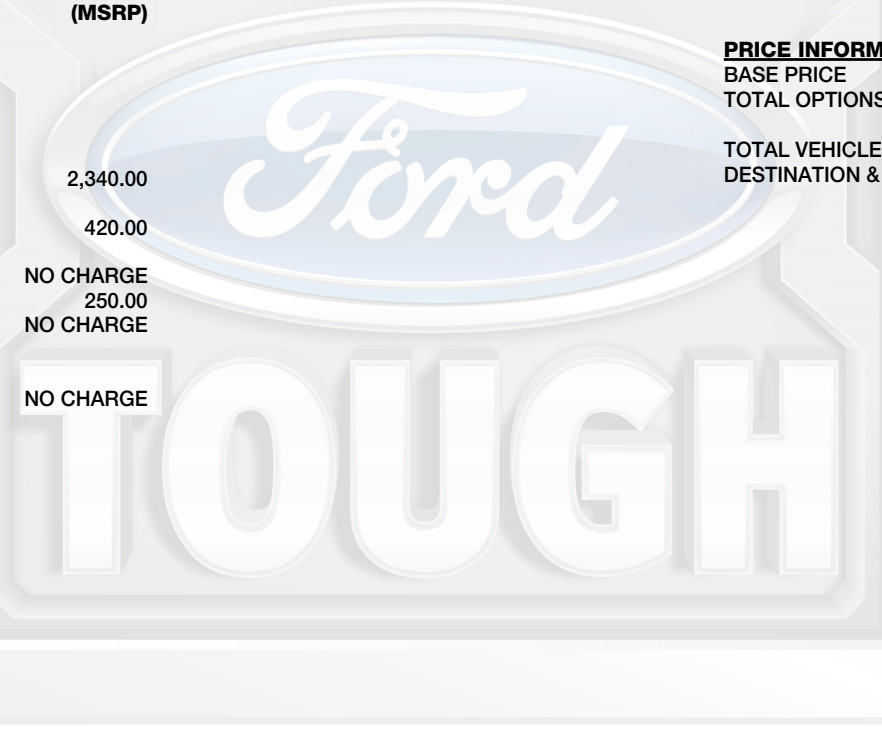 (MSRP)
2,340.00
420.00
NO CHARGE
250.00
NO CHARGE
NO CHARGE
PRICE INFORM
BASE PRICE
TOTAL OPTIONS
TOTAL VEHICLE
DESTINATION &
Ford
TOUGH